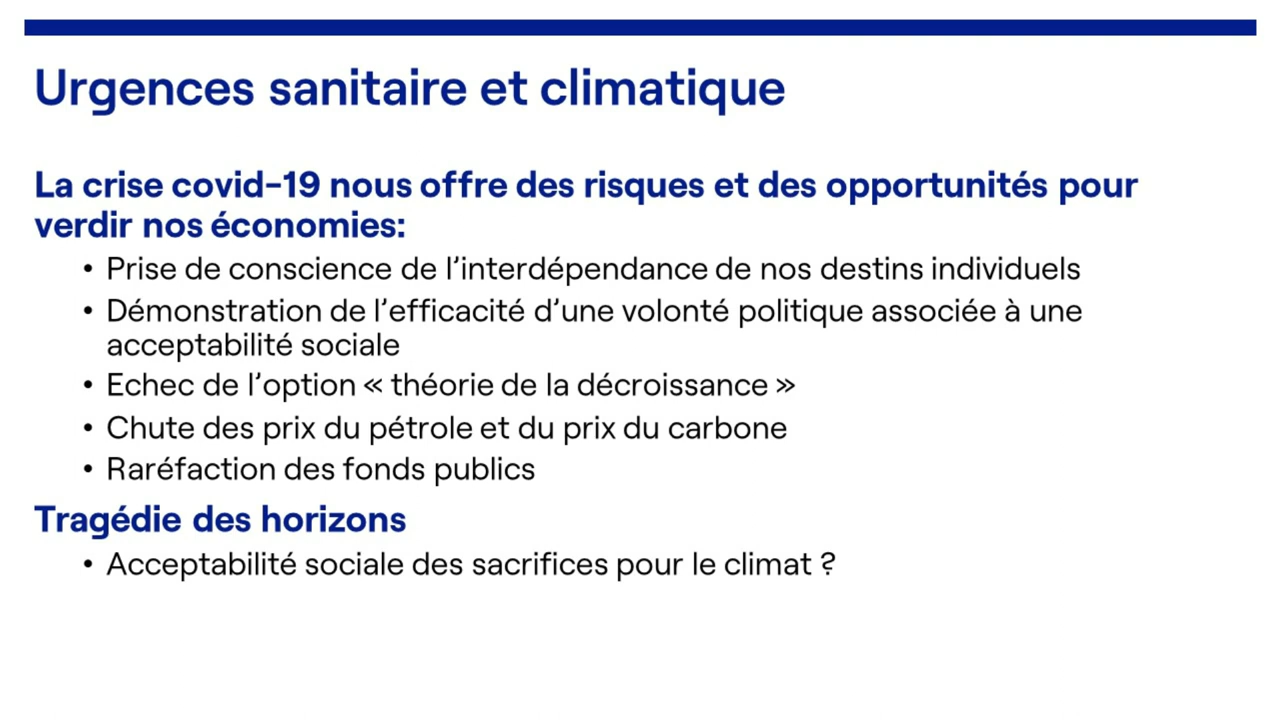 Urgences sanitaire et climatique
La crise covid-19 nous offre des risques et des opportunités pour
verdir nos économies:
• Prise de conscience de l’interdépendance de nos destins individuels
• Démonstration de l’efficacité d’une volonté politique associée à une
acceptabilité sociale
• Echec de l’option « théorie de la décroissance »
• Chute des prix du pétrole et du prix du carbone
• Raréfaction des fonds publics
Tragédie des horizons
• Acceptabilité sociale des sacrifices pour le climat ?